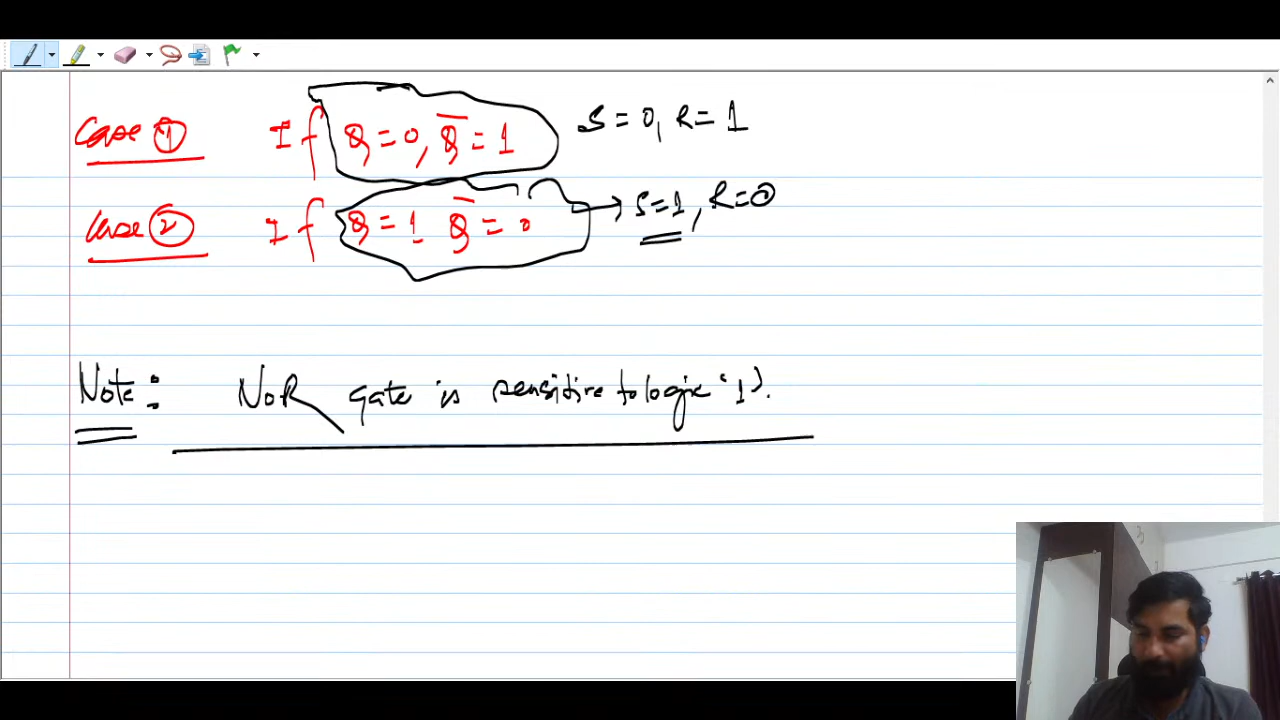 Case ① If Q = 0, Q̅ = 1 S = 0, R = 1
Case ② If Q = 1 Q̅ = 0 → S = 1, R = 0
Note: NOR gate is sensitive to logic '1'.